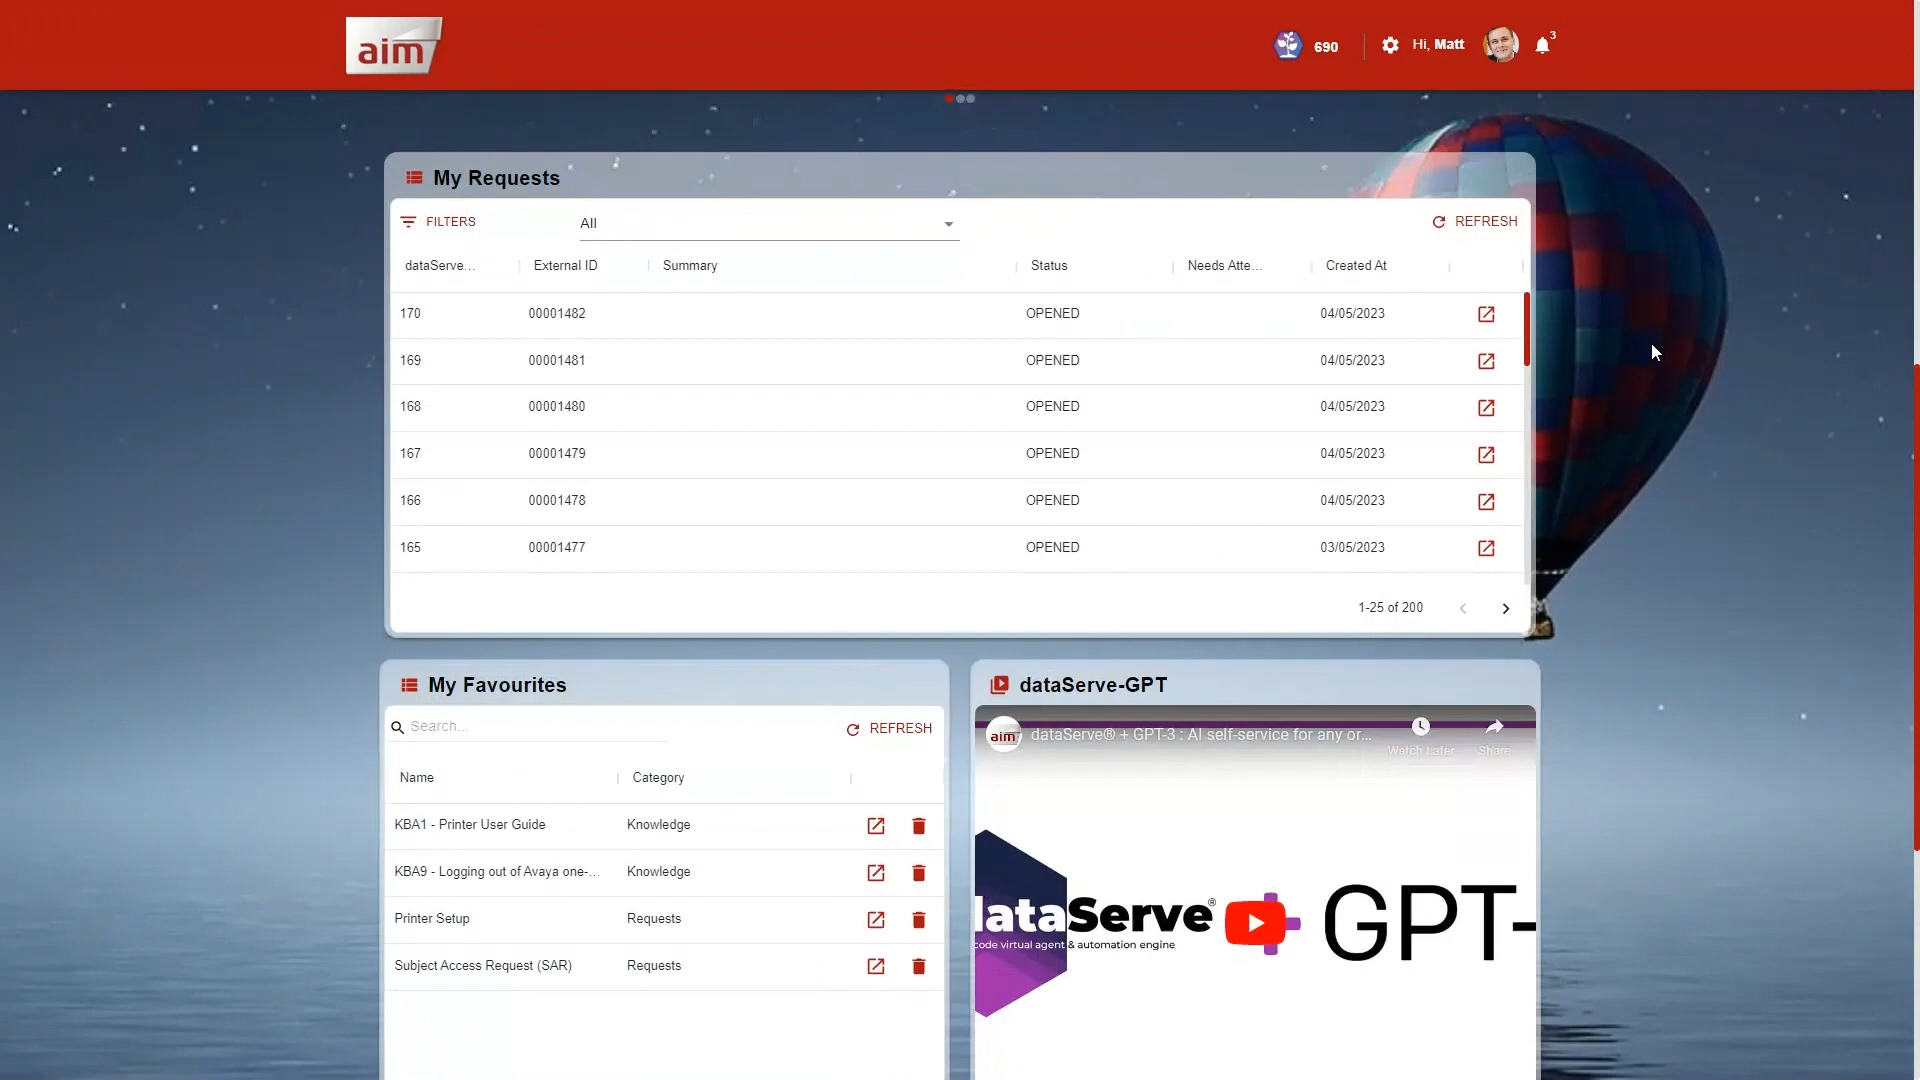 aim
690
Hi, Matt
3
My Requests
FILTERS
All
REFRESH
dataServe... External ID Summary Status Needs Atte... Created At
170 00001482 OPENED 04/05/2023
169 00001481 OPENED 04/05/2023
168 00001480 OPENED 04/05/2023
167 00001479 OPENED 04/05/2023
166 00001478 OPENED 04/05/2023
165 00001477 OPENED 03/05/2023
1-25 of 200
My Favourites
Search...
REFRESH
Name Category
KBA1 - Printer User Guide Knowledge
KBA9 - Logging out of Avaya one-... Knowledge
Printer Setup Requests
Subject Access Request (SAR) Requests
dataServe-GPT
aim
dataServe® + GPT-3 : AI self-service for any or...
Watch Later Share
dataServe® GPT-
code virtual agent & automation engine